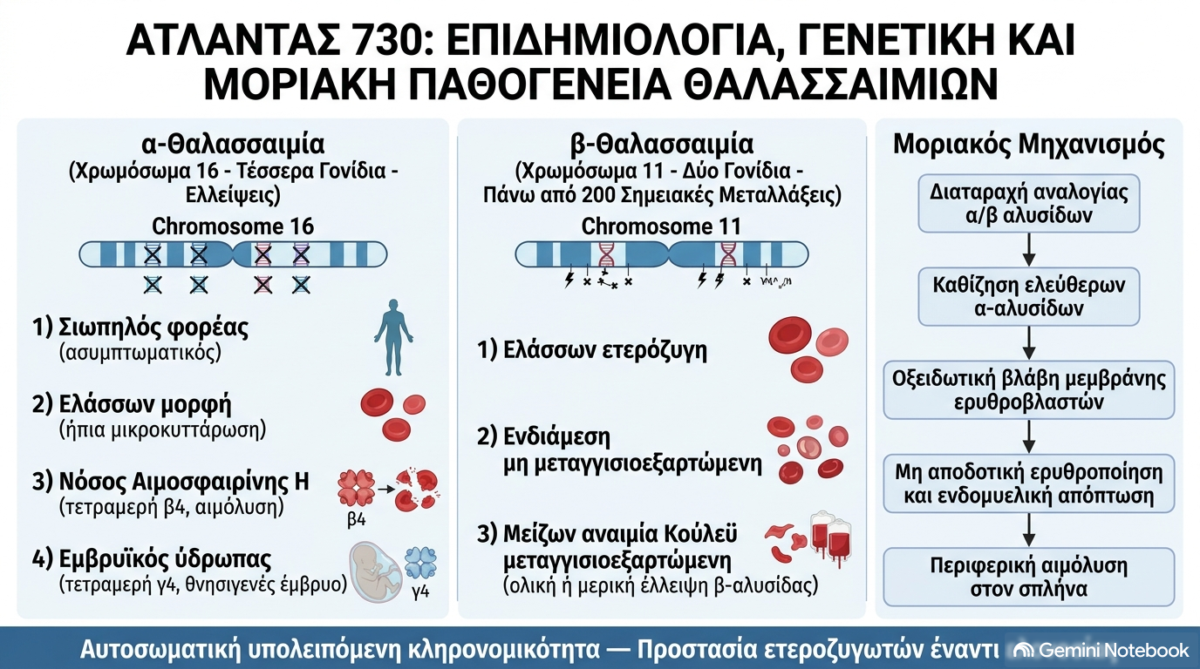 ΑΤΛΑΝΤΑΣ 730: ΕΠΙΔΗΜΙΟΛΟΓΙΑ, ΓΕΝΕΤΙΚΗ ΚΑΙ
ΜΟΡΙΑΚΗ ΠΑΘΟΓΕΝΕΙΑ ΘΑΛΑΣΣΑΙΜΙΩΝ
α-Θαλασσαιμία
(Χρωμόσωμα 16 - Τέσσερα Γονίδια -
Ελλείψεις)
Chromosome 16
1) Σιωπηλός φορέας
(ασυμπτωματικός)
2) Ελάσσων μορφή
(ήπια μικροκυττάρωση)
3) Νόσος Αιμοσφαιρίνης Η
(τετραμερή β4, αιμόλυση)
β4
4) Εμβρυϊκός ύδρωπας
(τετραμερή γ4, θνησιγενές έμβρυο)
γ4
β-Θαλασσαιμία
(Χρωμόσωμα 11 - Δύο Γονίδια -
Πάνω από 200 Σημειακές Μεταλλάξεις)
Chromosome 11
1) Ελάσσων ετερόζυγη
2) Ενδιάμεση
μη μεταγγισιοεξαρτώμενη
3) Μείζων αναιμία Κούλεϋ
μεταγγισιοεξαρτώμενη
(ολική ή μερική έλλειψη β-αλυσίδας)
Μοριακός Μηχανισμός
Διαταραχή αναλογίας
α/β αλυσίδων
Καθίζηση ελεύθερων
α-αλυσίδων
Οξειδωτική βλάβη μεμβράνης
ερυθροβλαστών
Μη αποδοτική ερυθροποίηση
και ενδομυελική απόπτωση
Περιφερική αιμόλυση
στον σπλήνα
Αυτοσωματική υπολειπόμενη κληρονομικότητα — Προστασία ετεροζυγωτών έναντι
Gemini Notebook